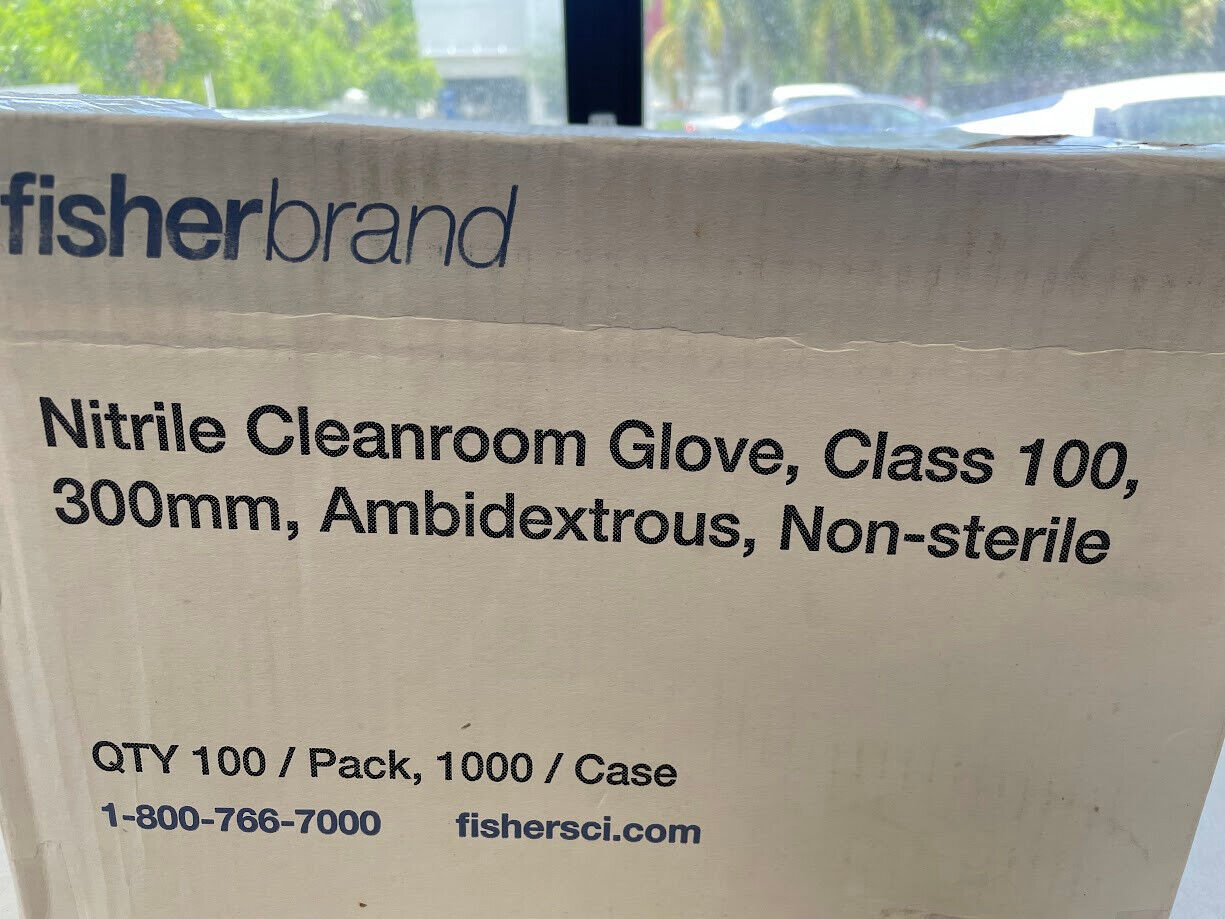 fisherbrand
Nitrile Cleanroom Glove, Class 100,
300mm, Ambidextrous, Non-sterile
QTY 100 / Pack, 1000 / Case
1-800-766-7000 fishersci.com